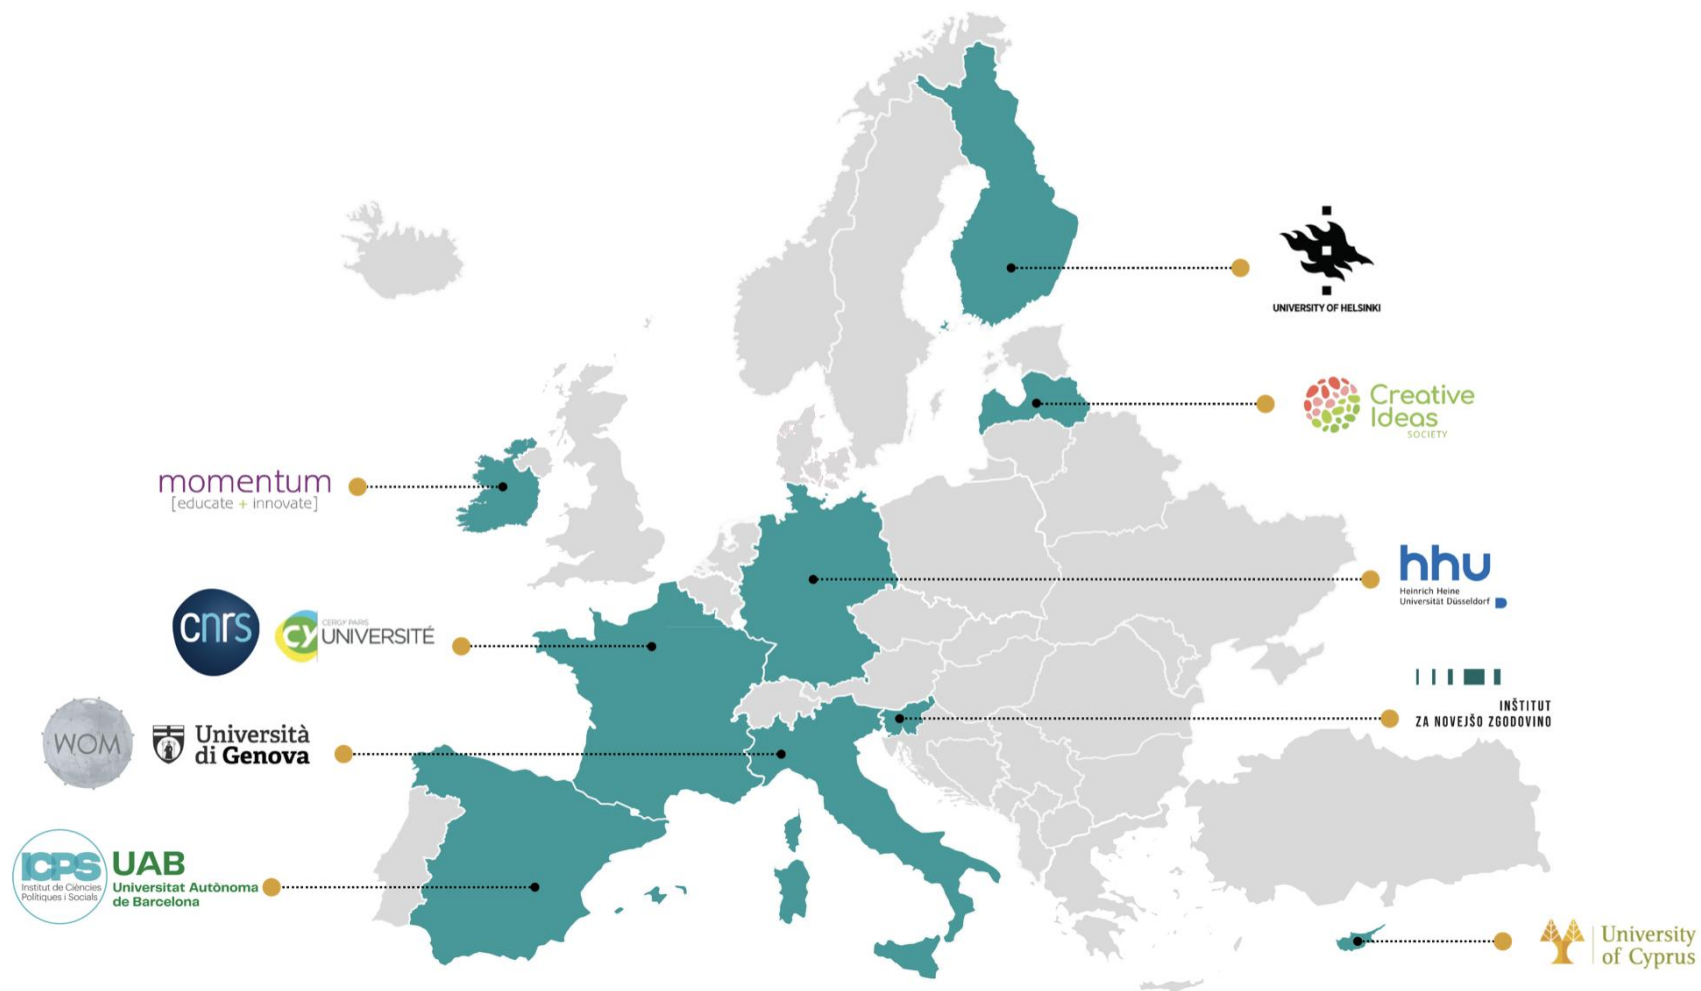 UNIVERSITY OF HELSINKI
Creative
Ideas
SOCIETY
momentum
[educate + innovate]
hhu
Heinrich Heine
Universität Düsseldorf
cnrs
cy
CERGY PARIS
UNIVERSITÉ
INŠTITUT
ZA NOVEJŠO ZGODOVINO
WOM
Università
di Genova
ICPS
Institut de Ciències
Polítiques i Socials
UAB
Universitat Autònoma
de Barcelona
University
of Cyprus